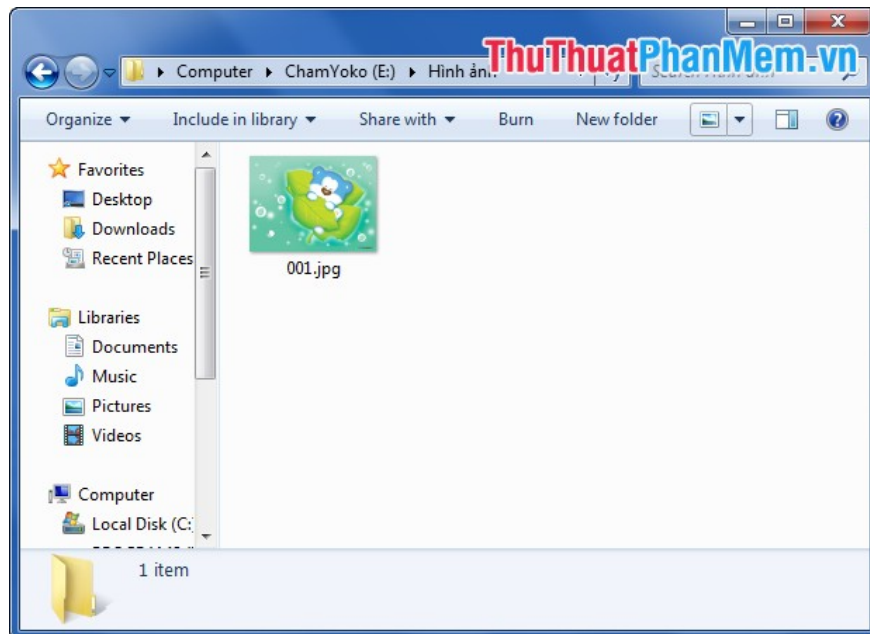 ThuThuatPhanMem.vn
Computer ChamYoko (E:) Hình ảnh
Organize Include in library Share with Burn New folder
Favorites
Desktop
Downloads
Recent Places
Libraries
Documents
Music
Pictures
Videos
Computer
Local Disk (C:
001.jpg
1 item